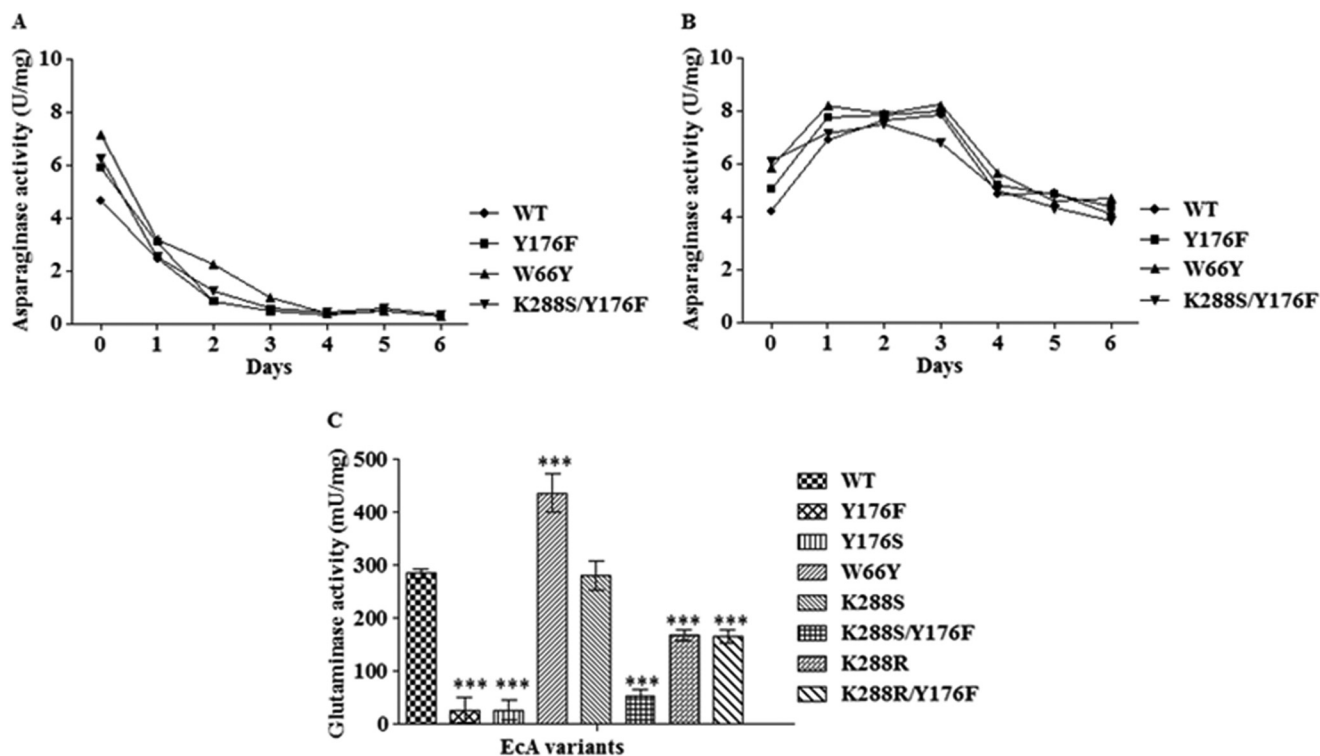 A
Asparaginase activity (U/mg)
10
8
6
4
2
0
0 1 2 3 4 5 6
Days
WT
Y176F
W66Y
K288S/Y176F
B
Asparaginase activity (U/mg)
10
8
6
4
2
0
0 1 2 3 4 5 6
Days
WT
Y176F
W66Y
K288S/Y176F
C
Glutaminase activity (mU/mg)
500
400
300
200
100
0
*** *** *** *** *** ***
EcA variants
WT
Y176F
Y176S
W66Y
K288S
K288S/Y176F
K288R
K288R/Y176F